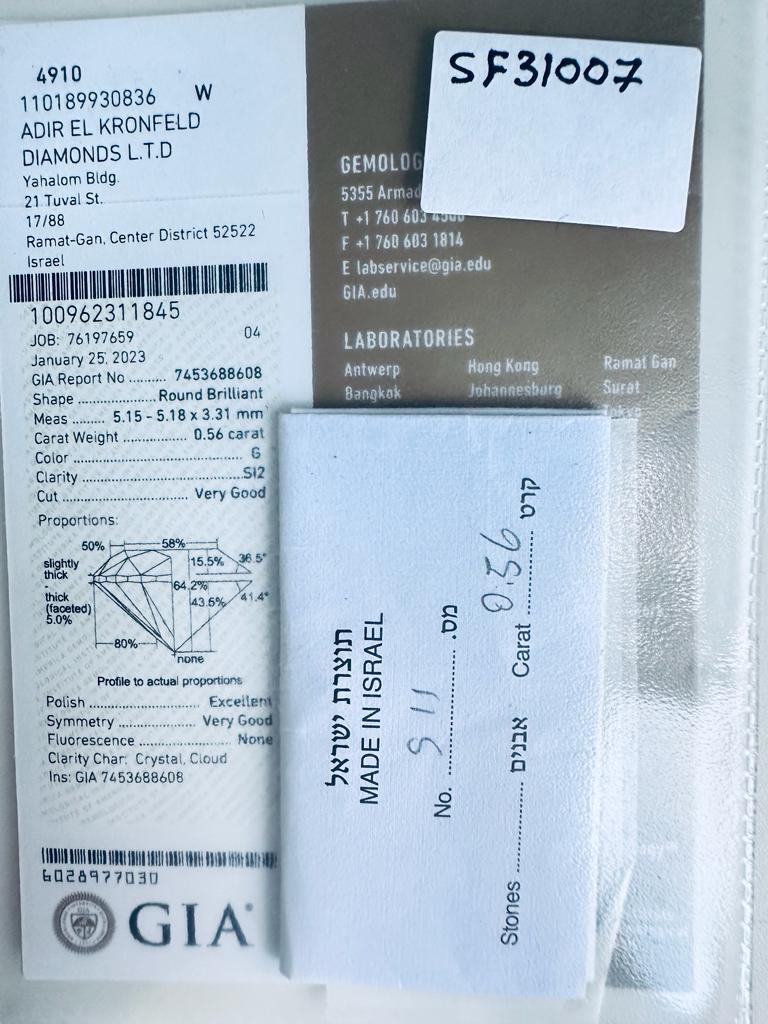 4910
110189930836 W
ADIR EL KRONFELD
DIAMONDS L.T.D
Yahalom Bldg.
21 Tuval St.
17/88
Ramat-Gan, Center District 52522
Israel
100962311845
JOB: 76197659 04
January 25, 2023
GIA Report No .......... 7453688608
Shape .................... Round Brilliant
Meas ........ 5.15 - 5.18 x 3.31 mm
Carat Weight ................. 0.56 carat
Color ........................................ G
Clarity ..................................... SI2
Cut ............................. Very Good
Proportions:
50% 58%
slightly
thick
-
thick
(faceted)
5.0%
15.5% 36.5°
64.2%
43.5% 41.4°
80%
none
Profile to actual proportions
Polish ............................ Excellent
Symmetry .................... Very Good
Fluorescence .................... None
Clarity Char: Crystal, Cloud
Ins: GIA 7453688608
6028977030
GIA
SF31007
GEMOLOG
5355 Armad
T +1 760 603
F +1 760 603 1814
E labservice@gia.edu
GIA.edu
LABORATORIES
Antwerp Hong Kong Ramat Gan
Bangkok Johannesburg Surat
Tokyo
תוצרת ישראל
MADE IN ISRAEL
No. .................. מס.
Stones ............... אבנים Carat 0.56 קרט